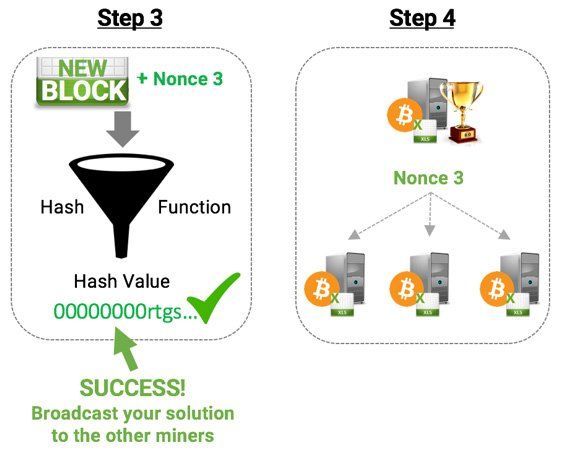 Step 3
NEW
BLOCK
+ Nonce 3
Hash Function
Hash Value
00000000rtgs...
SUCCESS!
Broadcast your solution
to the other miners
Step 4
X
XLS
Nonce 3
X
XLS
X
XLS
X
XLS